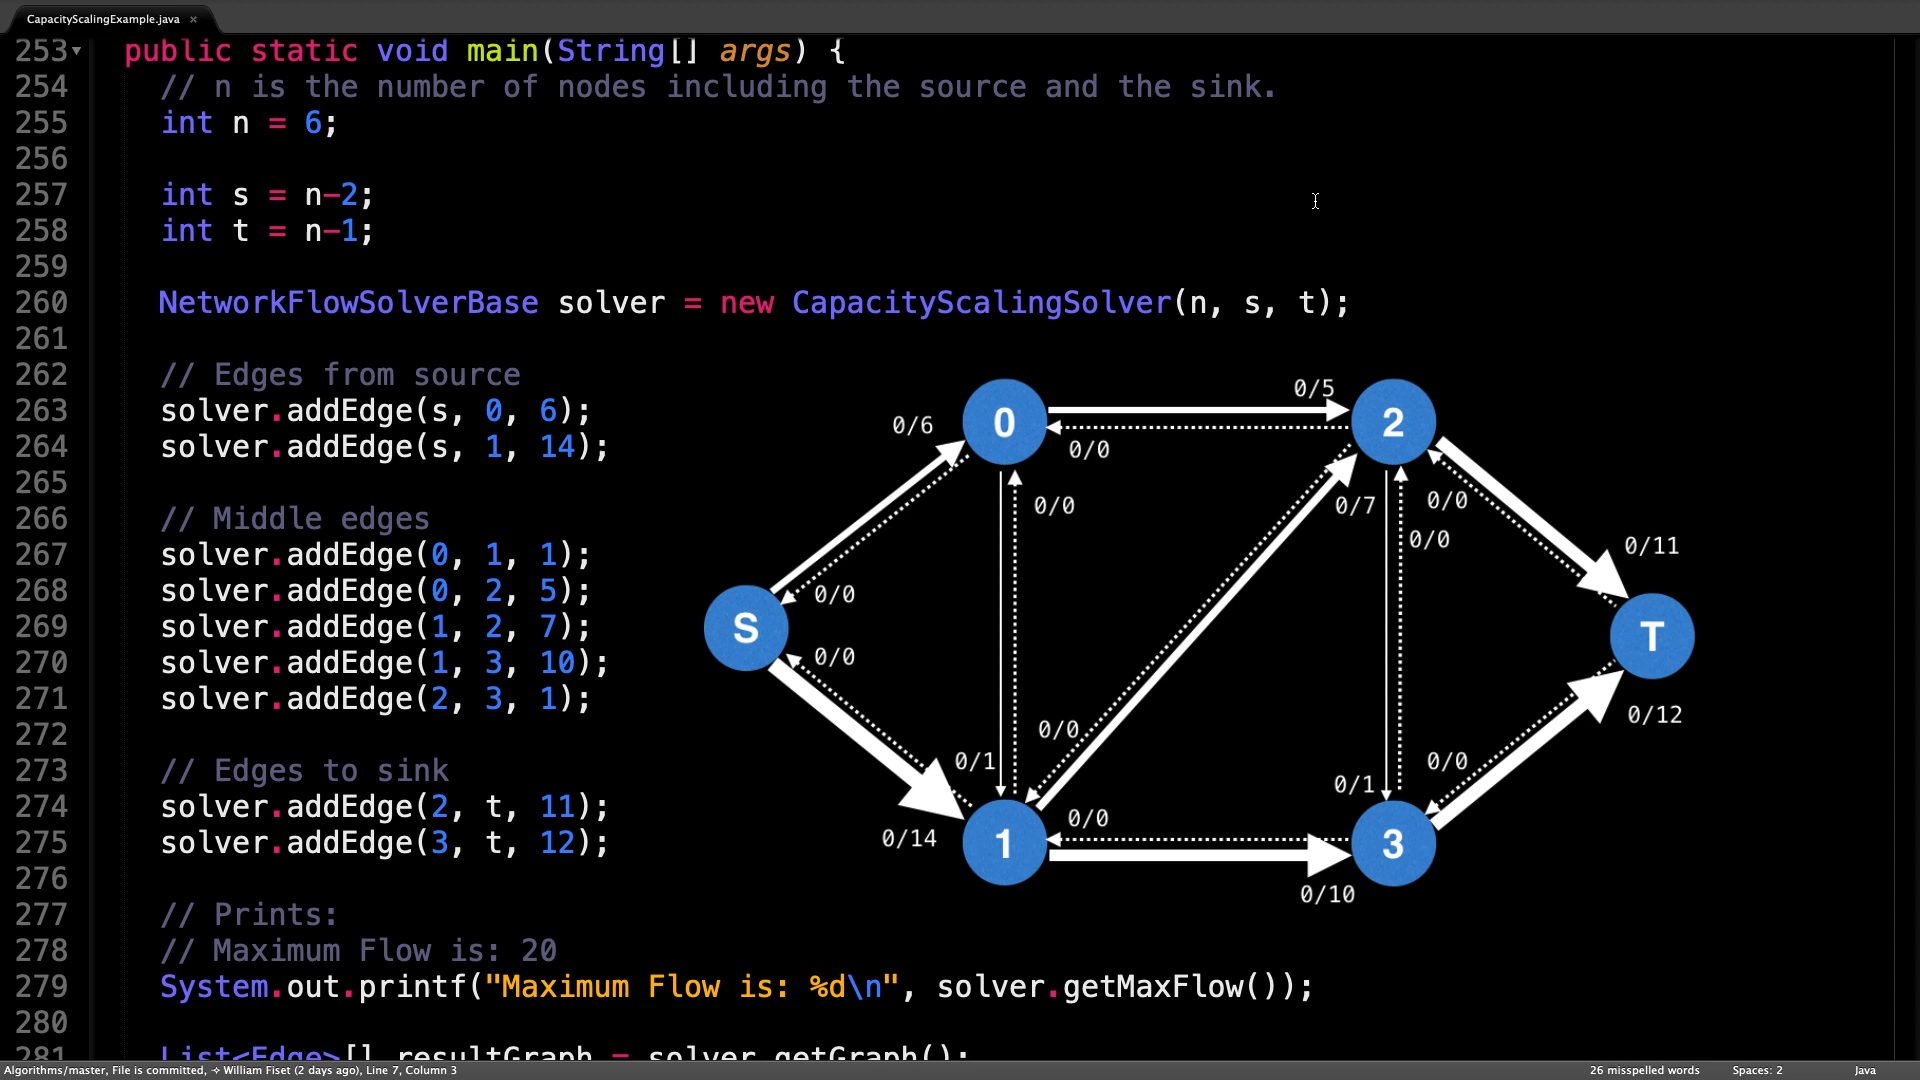 CapacityScalingExample.java ×
253 public static void main(String[] args) {
254 // n is the number of nodes including the source and the sink.
255 int n = 6;
256
257 int s = n-2;
258 int t = n-1;
259
260 NetworkFlowSolverBase solver = new CapacityScalingSolver(n, s, t);
261
262 // Edges from source
263 solver.addEdge(s, 0, 6);
264 solver.addEdge(s, 1, 14);
265
266 // Middle edges
267 solver.addEdge(0, 1, 1);
268 solver.addEdge(0, 2, 5);
269 solver.addEdge(1, 2, 7);
270 solver.addEdge(1, 3, 10);
271 solver.addEdge(2, 3, 1);
272
273 // Edges to sink
274 solver.addEdge(2, t, 11);
275 solver.addEdge(3, t, 12);
276
277 // Prints:
278 // Maximum Flow is: 20
279 System.out.printf("Maximum Flow is: %d\n", solver.getMaxFlow());
280
281 List<Edge>[] resultGraph = solver.getGraph();
0/5
0/6 0 2
0/0
0/0 0/7 0/0
0/0
0/11
0/0
S T
0/0
0/12
0/0
0/1 0/0
0/1
0/0
0/14 1 3
0/10
Algorithms/master, File is committed, ✧ William Fiset (2 days ago), Line 7, Column 3 26 misspelled words Spaces: 2 Java